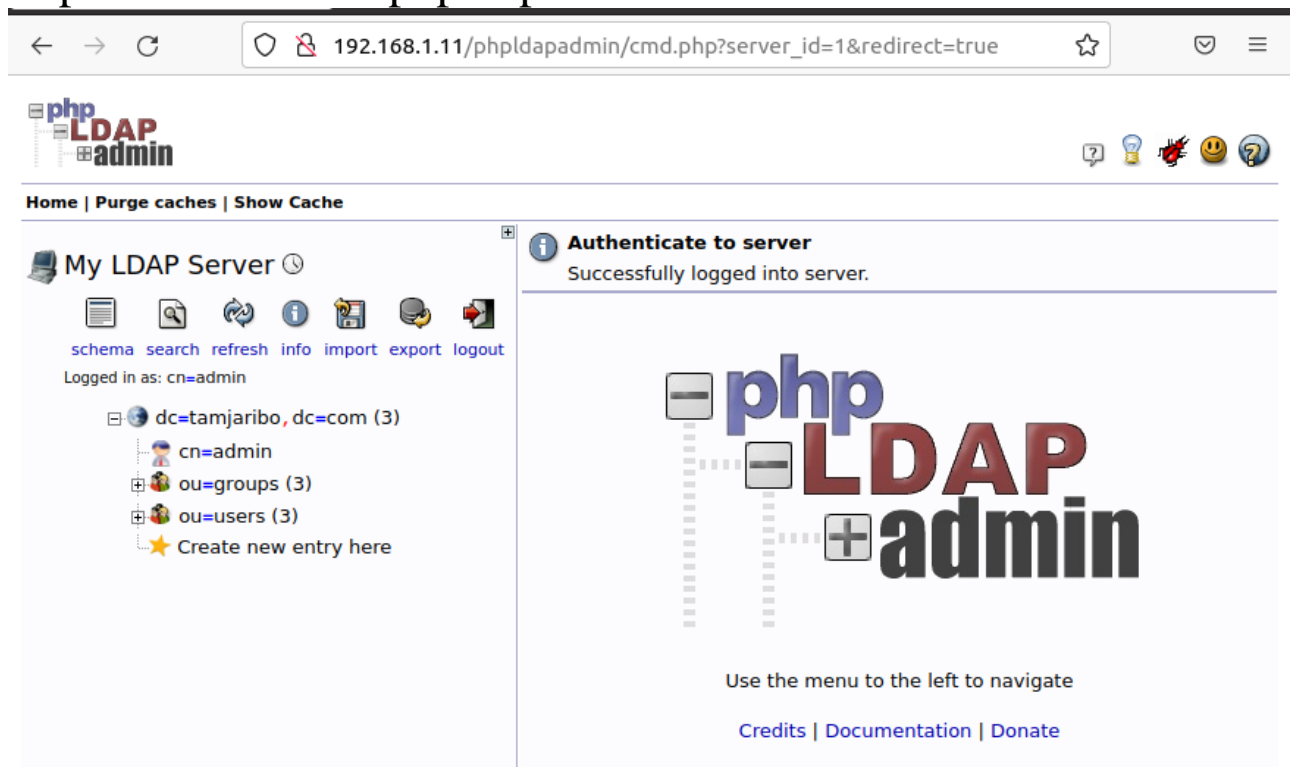 192.168.1.11/phpldapadmin/cmd.php?server_id=1&redirect=true
php
LDAP
admin
Home | Purge caches | Show Cache
My LDAP Server
schema search refresh info import export logout
Logged in as: cn=admin
dc=tamjaribo,dc=com (3)
cn=admin
ou=groups (3)
ou=users (3)
Create new entry here
Authenticate to server
Successfully logged into server.
php
LDAP
admin
Use the menu to the left to navigate
Credits | Documentation | Donate